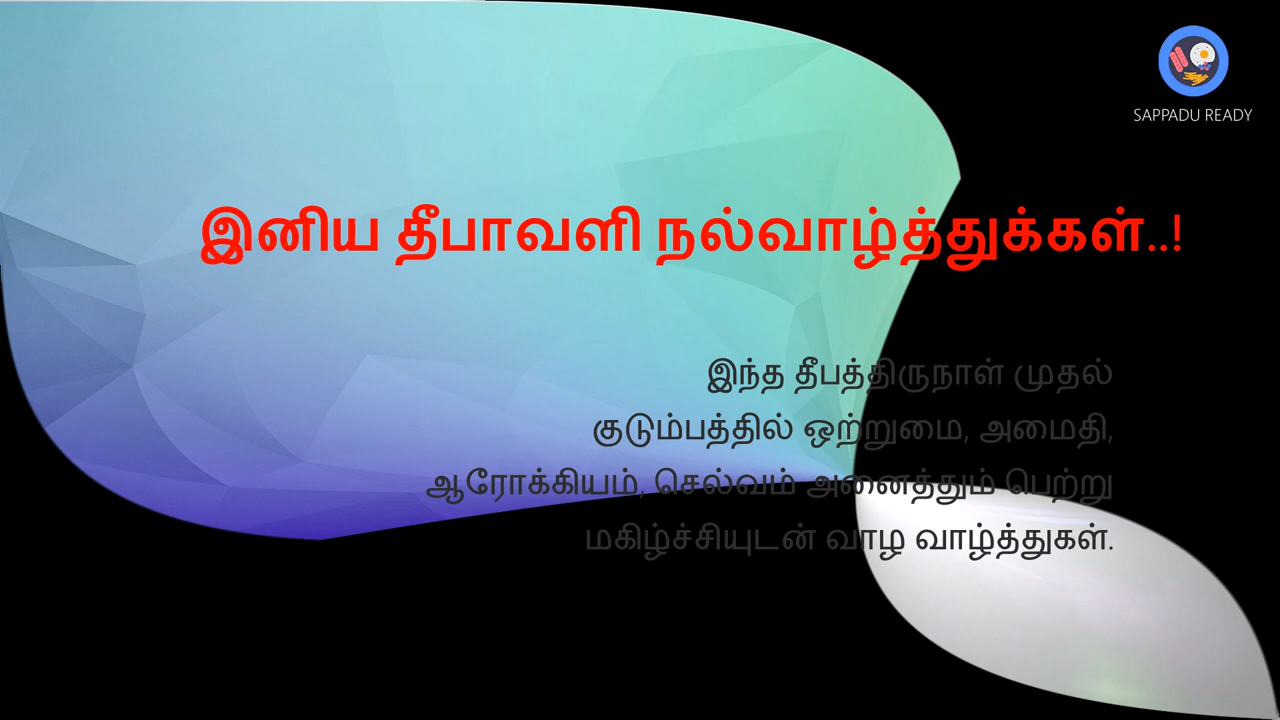 SAPPADU READY
இனிய தீபாவளி நல்வாழ்த்துக்கள்..!
இந்த தீபத்திருநாள் முதல்
குடும்பத்தில் ஒற்றுமை, அமைதி,
ஆரோக்கியம், செல்வம் அனைத்தும் பெற்று
மகிழ்ச்சியுடன் வாழ வாழ்த்துகள்.